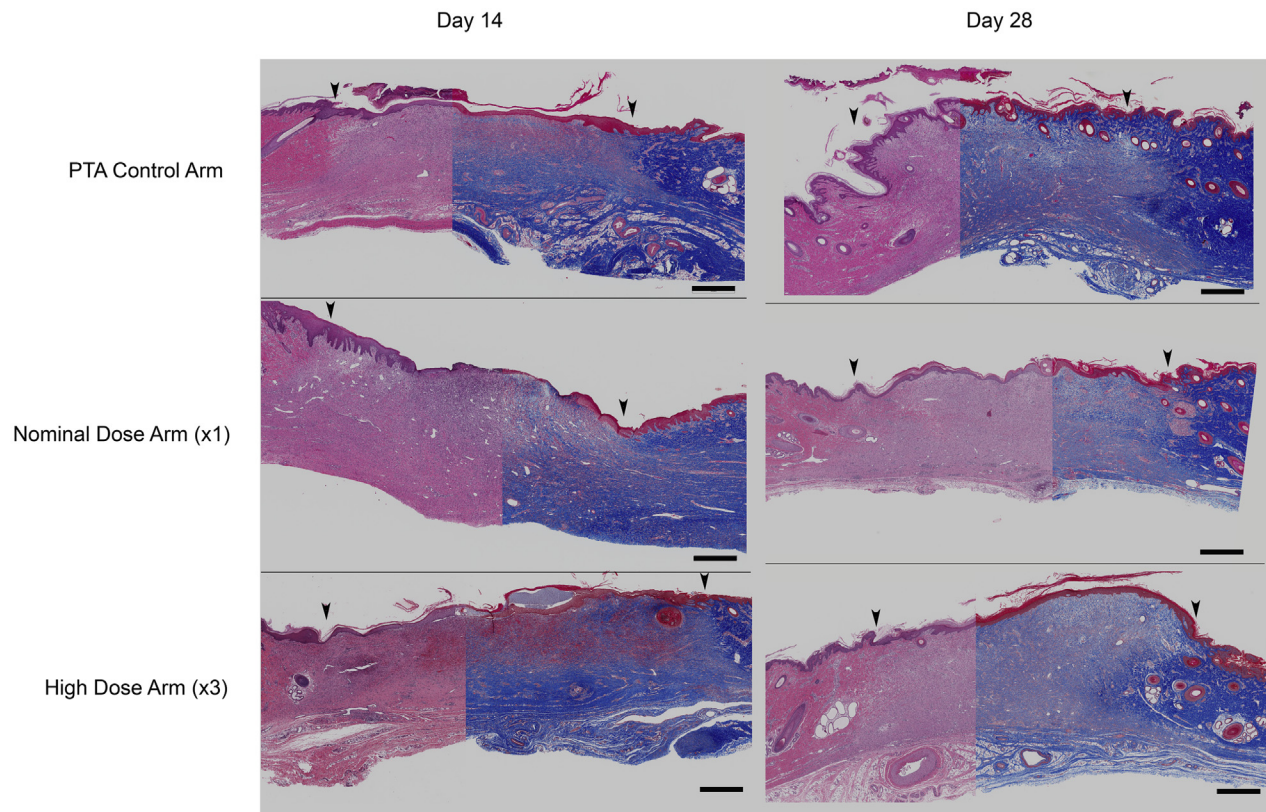 Day 14
Day 28
PTA Control Arm
Nominal Dose Arm (x1)
High Dose Arm (x3)